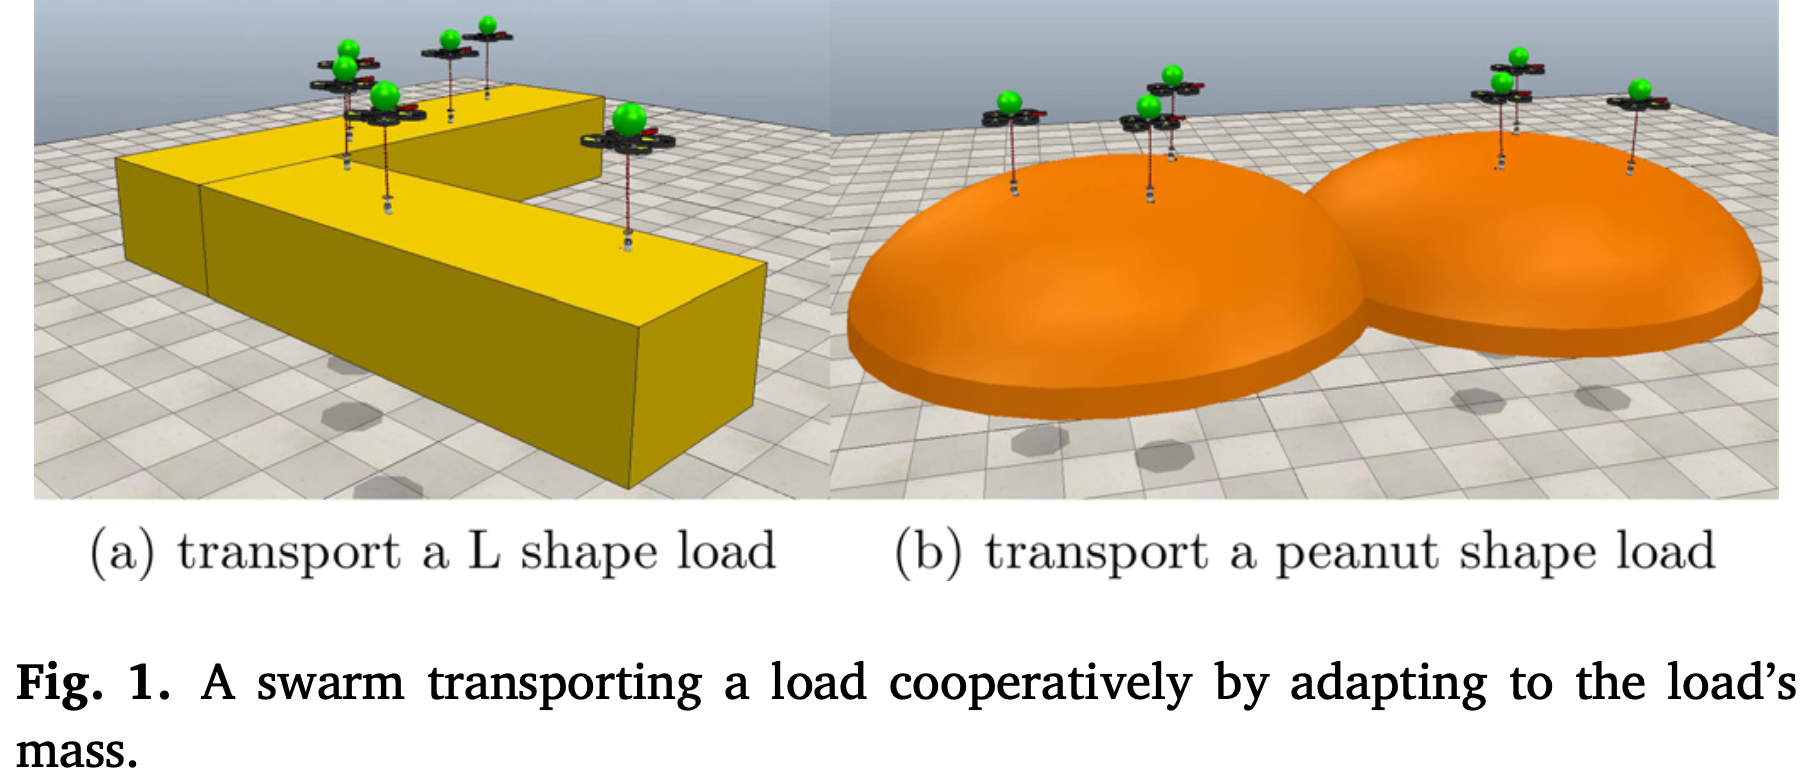 (a) transport a L shape load
(b) transport a peanut shape load
Fig. 1. A swarm transporting a load cooperatively by adapting to the load’s
mass.